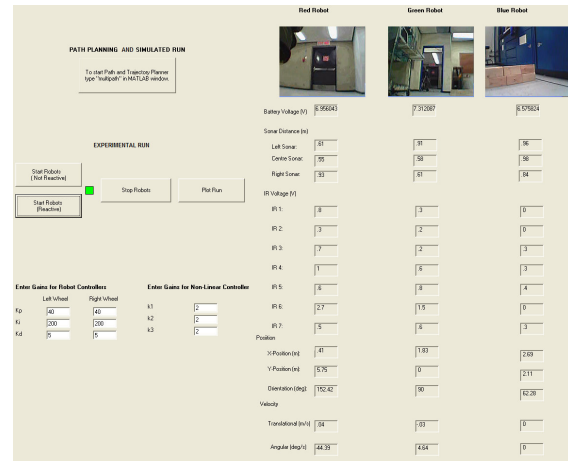 Red Robot Green Robot Blue Robot
PATH PLANNING AND SIMULATED RUN
To start Path and Trajectory Planner
type "multipath" in MATLAB window.
EXPERIMENTAL RUN
Start Robots
( Not Reactive)
Stop Robots
Plot Run
Start Robots
(Reactive)
Enter Gains for Robot Controllers
Left Wheel Right Wheel
Kp 40 40
Ki 200 200
Kd 5 5
Enter Gains for Non-Linear Controller
k1 2
k2 2
k3 2
Battery Voltage (V) 6.956043 7.312087 6.575824
Sonar Distance (m)
Left Sonar: .61 .91 .96
Centre Sonar: .55 .58 .98
Right Sonar: .93 .61 .84
IR Voltage (V)
IR 1: .8 .3 0
IR 2: .3 .2 0
IR 3: .7 .2 .3
IR 4: 1 .6 .3
IR 5: .6 .8 .4
IR 6: 2.7 1.5 0
IR 7: .5 .6 .3
Position
X-Position (m): .41 1.83 2.69
Y-Position (m): 5.75 0 2.11
Orientation (deg): 152.42 90 62.28
Velocity
Translational (m/s) .04 -.03 0
Angular (deg/s) 44.39 4.64 0